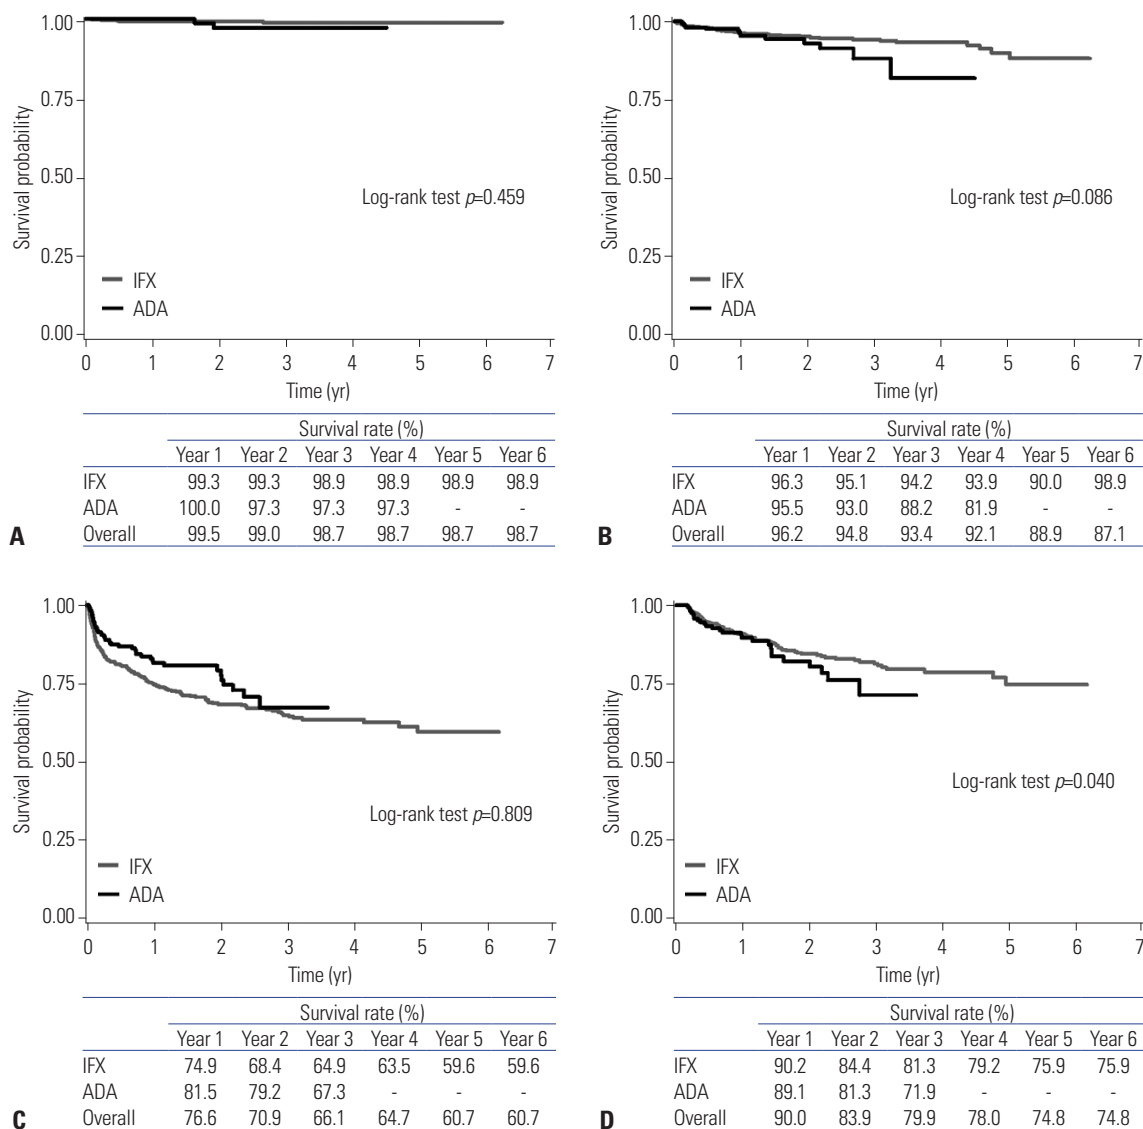 1.00
0.75
0.50
0.25
0.00
Survival probability
Log-rank test p=0.459
IFX
ADA
0 1 2 3 4 5 6 7
Time (yr)
Survival rate (%)
Year 1 Year 2 Year 3 Year 4 Year 5 Year 6
IFX 99.3 99.3 98.9 98.9 98.9 98.9
ADA 100.0 97.3 97.3 97.3 - -
Overall 99.5 99.0 98.7 98.7 98.7 98.7
A
1.00
0.75
0.50
0.25
0.00
Survival probability
Log-rank test p=0.086
IFX
ADA
0 1 2 3 4 5 6 7
Time (yr)
Survival rate (%)
Year 1 Year 2 Year 3 Year 4 Year 5 Year 6
IFX 96.3 95.1 94.2 93.9 90.0 98.9
ADA 95.5 93.0 88.2 81.9 - -
Overall 96.2 94.8 93.4 92.1 88.9 87.1
B
1.00
0.75
0.50
0.25
0.00
Survival probability
Log-rank test p=0.809
IFX
ADA
0 1 2 3 4 5 6 7
Time (yr)
Survival rate (%)
Year 1 Year 2 Year 3 Year 4 Year 5 Year 6
IFX 74.9 68.4 64.9 63.5 59.6 59.6
ADA 81.5 79.2 67.3 - - -
Overall 76.6 70.9 66.1 64.7 60.7 60.7
C
1.00
0.75
0.50
0.25
0.00
Survival probability
Log-rank test p=0.040
IFX
ADA
0 1 2 3 4 5 6 7
Time (yr)
Survival rate (%)
Year 1 Year 2 Year 3 Year 4 Year 5 Year 6
IFX 90.2 84.4 81.3 79.2 75.9 75.9
ADA 89.1 81.3 71.9 - - -
Overall 90.0 83.9 79.9 78.0 74.8 74.8
D